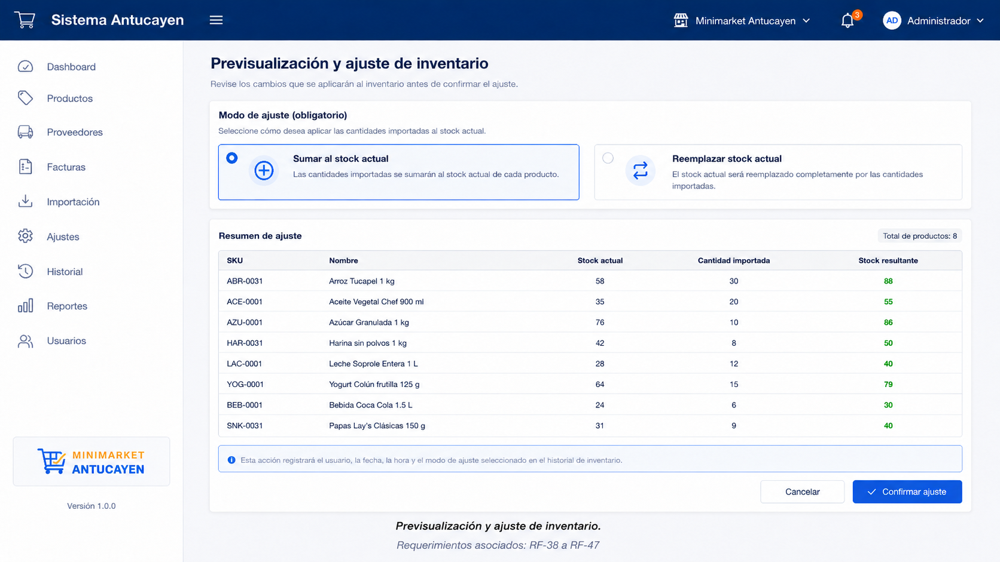 Sistema Antucayen
Minimarket Antucayen
3
AD
Administrador
Dashboard
Productos
Proveedores
Facturas
Importación
Ajustes
Historial
Reportes
Usuarios
MINIMARKET
ANTUCAYEN
Versión 1.0.0
Previsualización y ajuste de inventario
Revise los cambios que se aplicarán al inventario antes de confirmar el ajuste.
Modo de ajuste (obligatorio)
Seleccione cómo desea aplicar las cantidades importadas al stock actual.
Sumar al stock actual
Las cantidades importadas se sumarán al stock actual de cada producto.
Reemplazar stock actual
El stock actual será reemplazado completamente por las cantidades
importadas.
Resumen de ajuste
Total de productos: 8
SKU Nombre Stock actual Cantidad importada Stock resultante
ABR-0031 Arroz Tucapel 1 kg 58 30 88
ACE-0001 Aceite Vegetal Chef 900 ml 35 20 55
AZU-0001 Azúcar Granulada 1 kg 76 10 86
HAR-0031 Harina sin polvos 1 kg 42 8 50
LAC-0001 Leche Soprole Entera 1 L 28 12 40
YOG-0001 Yogurt Colún frutilla 125 g 64 15 79
BEB-0001 Bebida Coca Cola 1.5 L 24 6 30
SNK-0031 Papas Lay's Clásicas 150 g 31 9 40
Esta acción registrará el usuario, la fecha, la hora y el modo de ajuste seleccionado en el historial de inventario.
Cancelar
Confirmar ajuste
Previsualización y ajuste de inventario.
Requerimientos asociados: RF-38 a RF-47